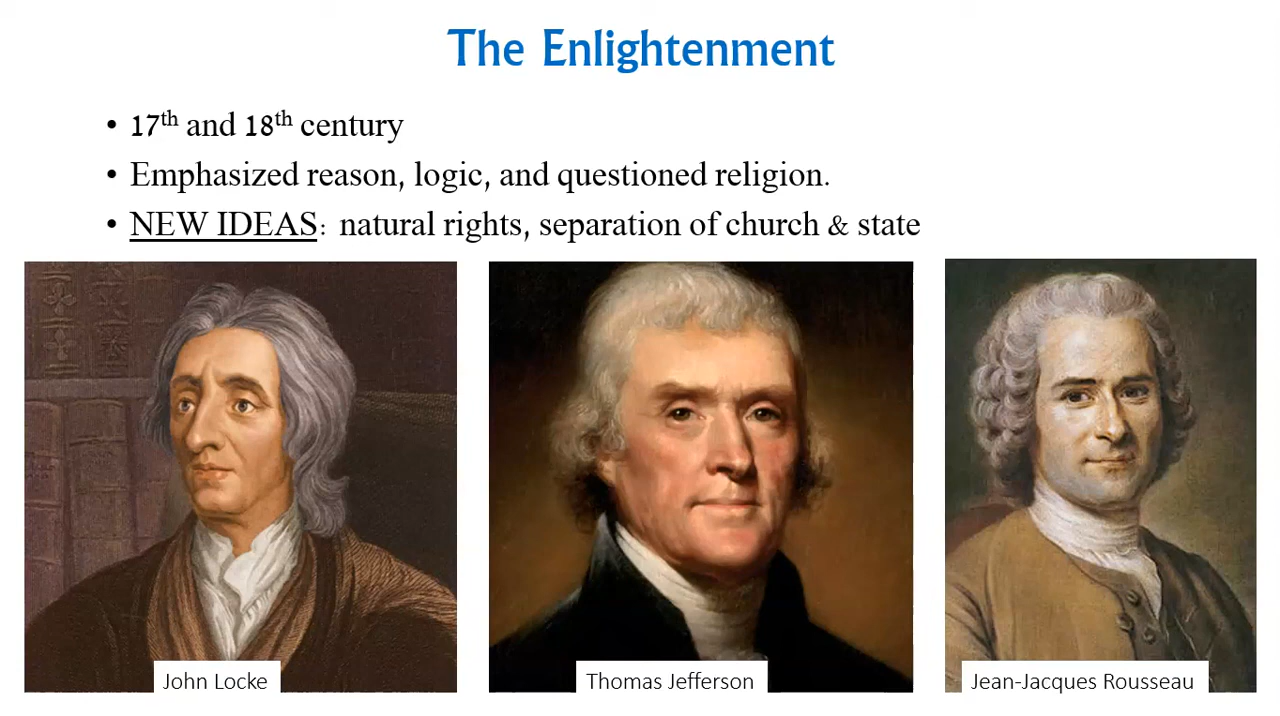 The Enlightenment
• 17th and 18th century
• Emphasized reason, logic, and questioned religion.
• NEW IDEAS: natural rights, separation of church & state
John Locke
Thomas Jefferson
Jean-Jacques Rousseau